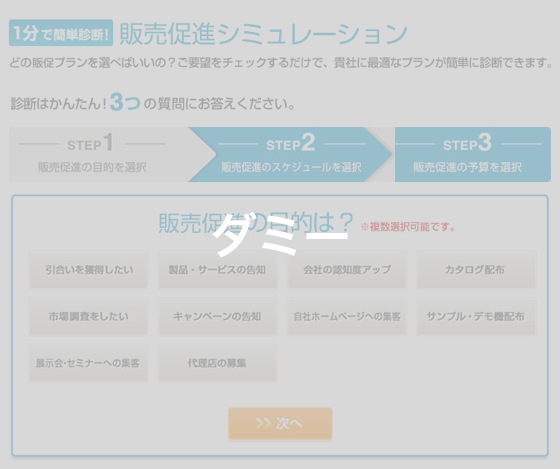 1分で簡単診断! 販売促進シミュレーション
どの販促プランを選べばいいの？ご要望をチェックするだけで、貴社に最適なプランが簡単に診断できます。
診断はかんたん！3つの質問にお答えください。
STEP1 STEP2 STEP3
販売促進の目的を選択 販売促進のスケジュールを選択 販売促進の予算を選択
販売促進の目的は？ ※複数選択可能です。
ダミー
引合いを獲得したい 製品・サービスの告知 会社の認知度アップ カタログ配布
市場調査をしたい キャンペーンの告知 自社ホームページへの集客 サンプル・デモ機配布
展示会・セミナーへの集客 代理店の募集
>> 次へ